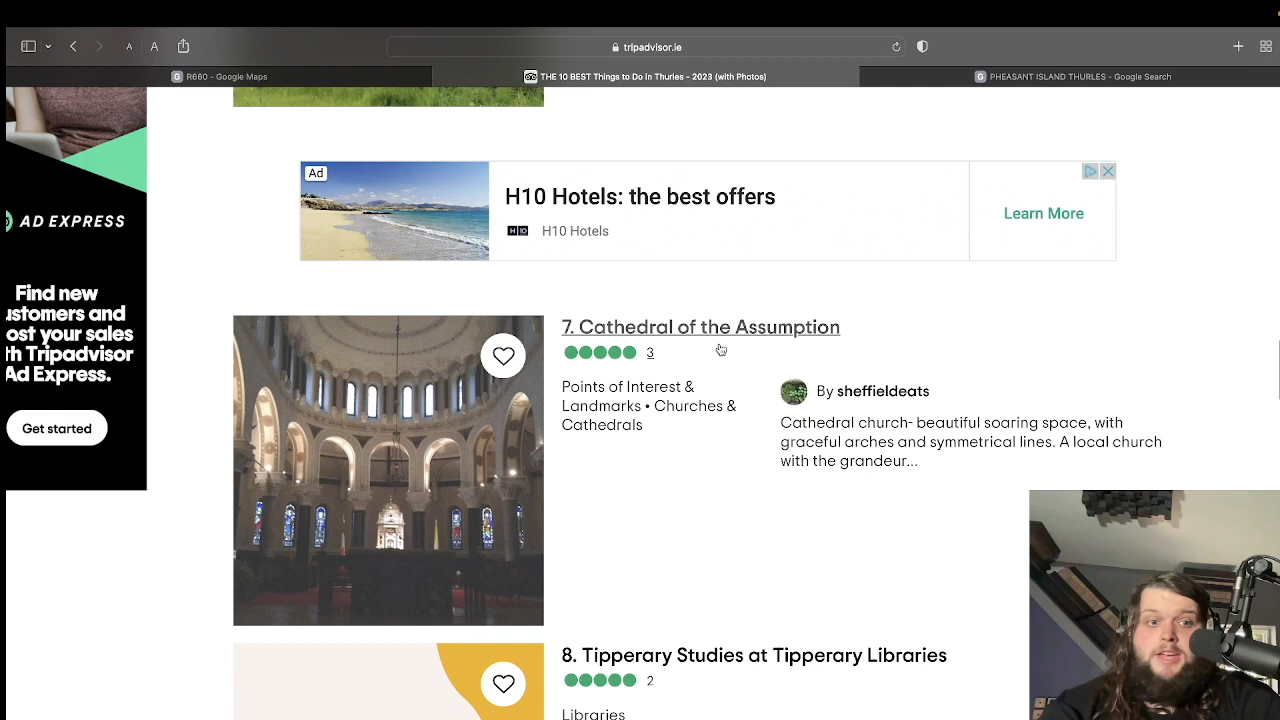 A A
tripadvisor.ie
R660 - Google Maps
THE 10 BEST Things to Do in Thurles - 2023 (with Photos)
PHEASANT ISLAND THURLES - Google Search
AD EXPRESS
Find new
ustomers and
ost your sales
th Tripadvisor
Ad Express.
Get started
Ad
H10 Hotels: the best offers
H10 H10 Hotels
Learn More
7. Cathedral of the Assumption
3
Points of Interest &
Landmarks • Churches &
Cathedrals
By sheffieldeats
Cathedral church- beautiful soaring space, with
graceful arches and symmetrical lines. A local church
with the grandeur...
8. Tipperary Studies at Tipperary Libraries
2
Libraries